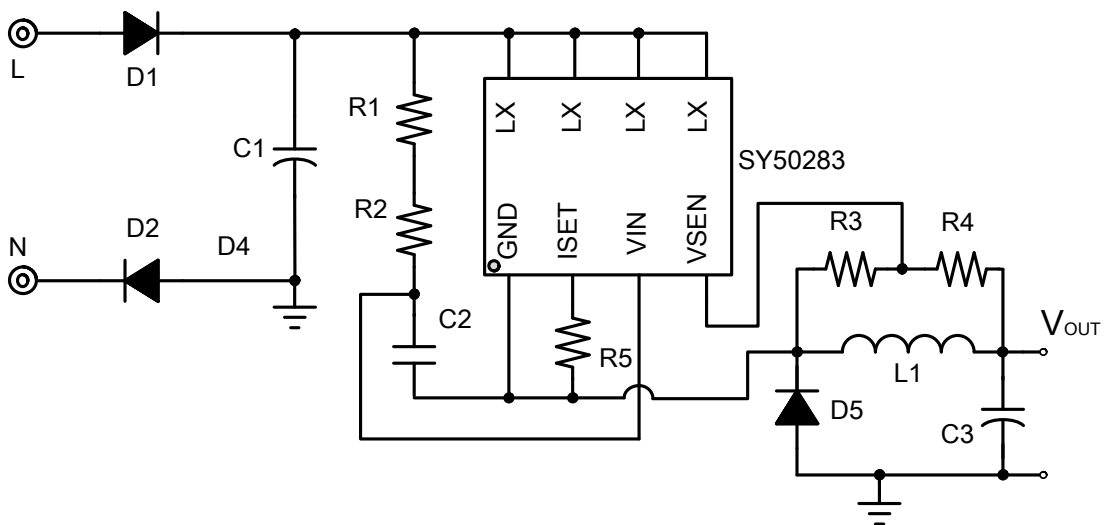 L
D1
R1
C1
R2
LX
LX
LX
LX
SY50283
GND
ISET
VIN
VSEN
N
D2
D4
C2
R5
R3
R4
VOUT
L1
D5
C3